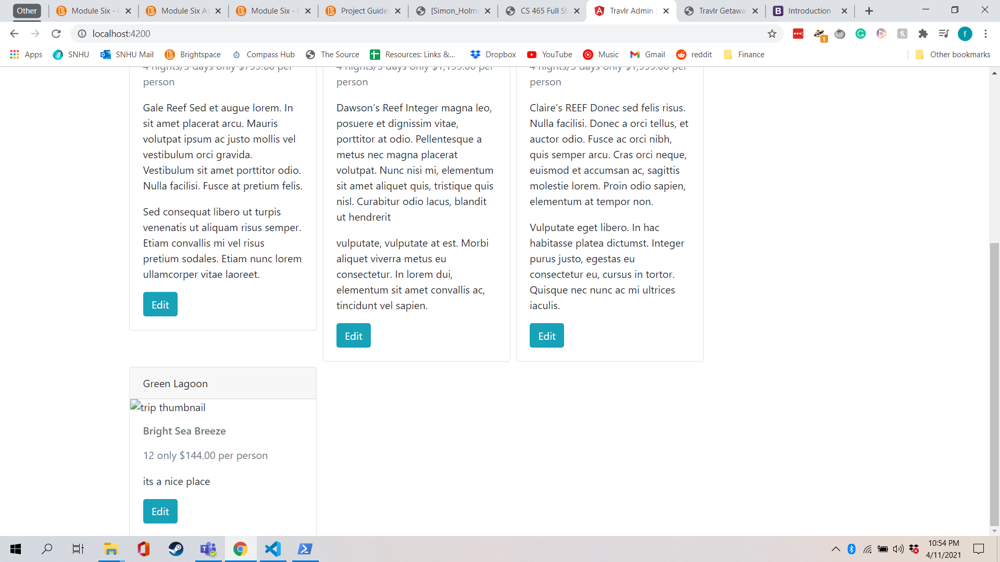 Other
Module Six -
Module Six As
Module Six -
Project Guidel
[Simon_Holme
CS 465 Full St
Travlr Admin
Travlr Getaway
Introduction
localhost:4200
1
f
Apps
SNHU
SNHU Mail
Brightspace
Compass Hub
The Source
Resources: Links &...
Dropbox
YouTube
Music
Gmail
reddit
Finance
Other bookmarks
4 nights/5 days only $799.00 per
person
Gale Reef Sed et augue lorem. In
sit amet placerat arcu. Mauris
volutpat ipsum ac justo mollis vel
vestibulum orci gravida.
Vestibulum sit amet porttitor odio.
Nulla facilisi. Fusce at pretium felis.
Sed consequat libero ut turpis
venenatis ut aliquam risus semper.
Etiam convallis mi vel risus
pretium sodales. Etiam nunc lorem
ullamcorper vitae laoreet.
Edit
4 nights/5 days only $1,199.00 per
person
Dawson’s Reef Integer magna leo,
posuere et dignissim vitae,
porttitor at odio. Pellentesque a
metus nec magna placerat
volutpat. Nunc nisi mi, elementum
sit amet aliquet quis, tristique quis
nisl. Curabitur odio lacus, blandit
ut hendrerit
vulputate, vulputate at est. Morbi
aliquet viverra metus eu
consectetur. In lorem dui,
elementum sit amet convallis ac,
tincidunt vel sapien.
Edit
4 nights/5 days only $1,999.00 per
person
Claire’s REEF Donec sed felis risus.
Nulla facilisi. Donec a orci tellus, et
auctor odio. Fusce ac orci nibh,
quis semper arcu. Cras orci neque,
euismod et accumsan ac, sagittis
molestie lorem. Proin odio sapien,
elementum at tempor non.
Vulputate eget libero. In hac
habitasse platea dictumst. Integer
purus justo, egestas eu
consectetur eu, cursus in tortor.
Quisque nec nunc ac mi ultrices
iaculis.
Edit
Green Lagoon
trip thumbnail
Bright Sea Breeze
12 only $144.00 per person
its a nice place
Edit
10:54 PM
4/11/2021